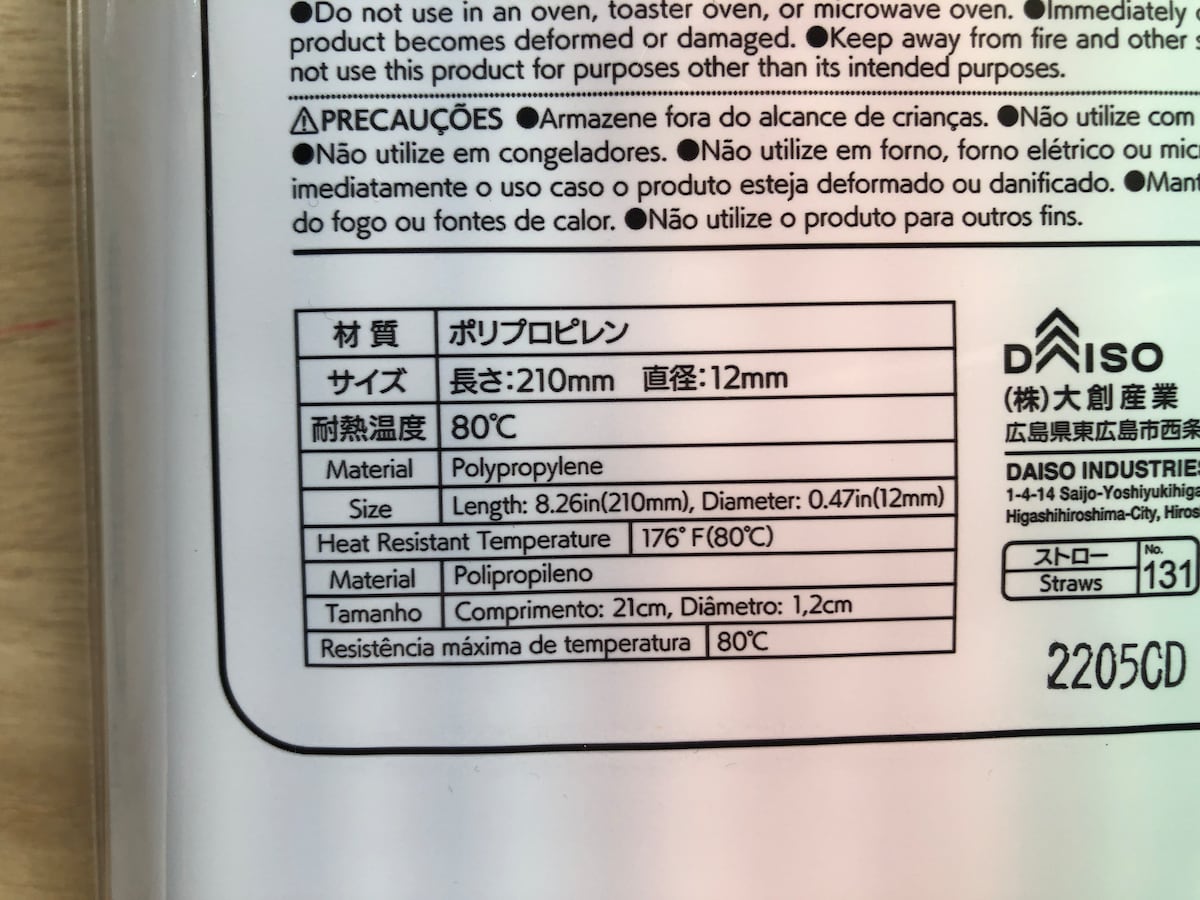 ●Do not use in an oven, toaster oven, or microwave oven. ●Immediately
product becomes deformed or damaged. ●Keep away from fire and other
not use this product for purposes other than its intended purposes.
⚠PRECAUÇÕES ●Armazene fora do alcance de crianças. ●Não utilize com
●Não utilize em congeladores. ●Não utilize em forno, forno elétrico ou
imediatamente o uso caso o produto esteja deformado ou danificado.
do fogo ou fontes de calor. ●Não utilize o produto para outros fins.
材質 ポリプロピレン
サイズ 長さ:210mm 直径:12mm
耐熱温度 80℃
Material Polypropylene
Size Length: 8.26in(210mm), Diameter: 0.47in(12mm)
Heat Resistant Temperature 176°F(80℃)
Material Polipropileno
Tamanho Comprimento: 21cm, Diâmetro: 1,2cm
Resistência máxima de temperatura 80℃
DAISO
(株)大創産業
広島県東広島市西条
DAISO INDUSTRIES
1-4-14 Saijo-Yoshiyukihiga
Higashihiroshima-City, Hiros
ストロー No.
Straws 131
2205CD